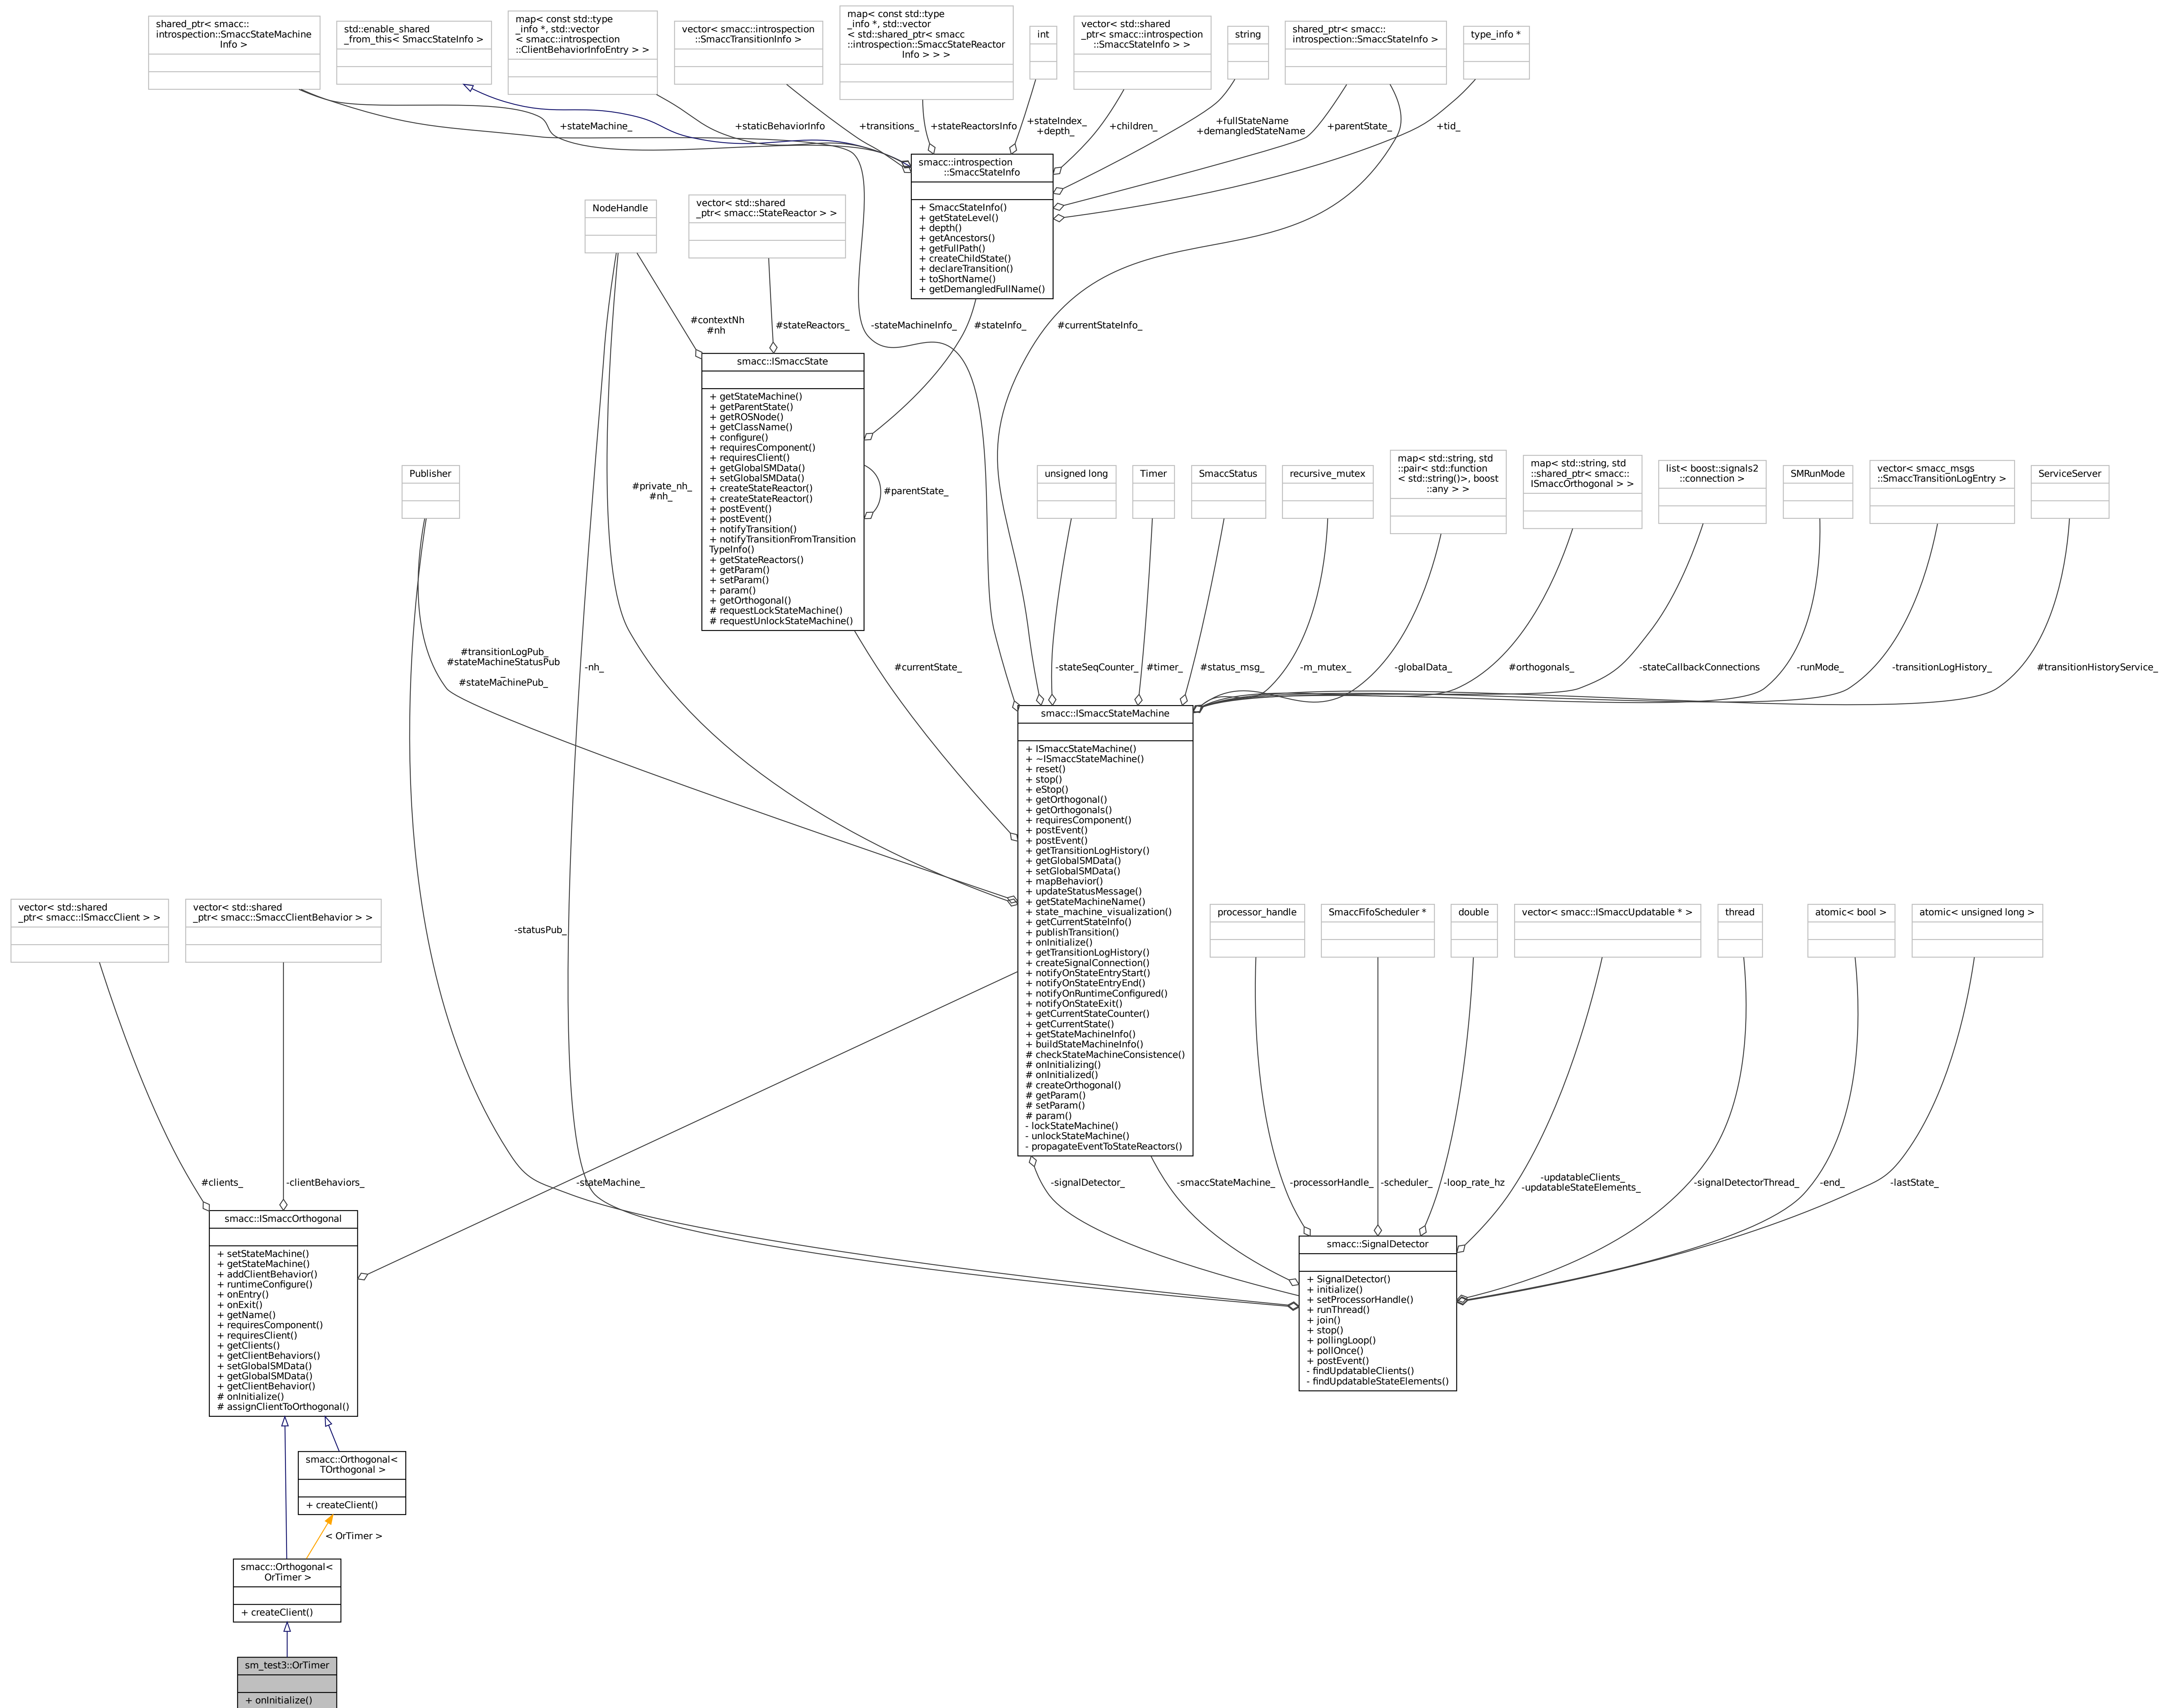 shared_ptr< smacc::
introspection::SmaccStateMachine
Info >
std::enable_shared
_from_this< SmaccStateInfo >
map< const std::type
_info *, std::vector
< smacc::introspection
::ClientBehaviorInfoEntry > >
vector< smacc::introspection
::SmaccTransitionInfo >
map< const std::type
_info *, std::vector
< std::shared_ptr< smacc
::introspection::SmaccStateReactor
Info > > >
int
vector< std::shared
_ptr< smacc::introspection
::SmaccStateInfo > >
string
shared_ptr< smacc::
introspection::SmaccStateInfo >
type_info *
+stateMachine_
+staticBehaviorInfo
+transitions_
+stateReactorsInfo
+stateIndex_
+depth_
+children_
+fullStateName
+demangledStateName
+parentState_
+tid_
smacc::introspection
::SmaccStateInfo
+ SmaccStateInfo()
+ getStateLevel()
+ depth()
+ getAncestors()
+ getFullPath()
+ createChildState()
+ declareTransition()
+ toShortName()
+ getDemangledFullName()
NodeHandle
vector< std::shared
_ptr< smacc::StateReactor > >
#contextNh
#nh
#stateReactors_
-stateMachineInfo_
#stateInfo_
#currentStateInfo_
smacc::ISmaccState
+ getStateMachine()
+ getParentState()
+ getROSNode()
+ getClassName()
+ configure()
+ requiresComponent()
+ requiresClient()
+ getGlobalSMData()
+ setGlobalSMData()
+ createStateReactor()
+ createStateReactor()
+ postEvent()
+ postEvent()
+ notifyTransition()
+ notifyTransitionFromTransition
TypeInfo()
+ getStateReactors()
+ getParam()
+ setParam()
+ param()
+ getOrthogonal()
# requestLockStateMachine()
# requestUnlockStateMachine()
#parentState_
Publisher
#private_nh_
#nh_
unsigned long
Timer
SmaccStatus
recursive_mutex
map< std::string, std
::pair< std::function
< std::string()>, boost
::any > >
map< std::string, std
::shared_ptr< smacc::
ISmaccOrthogonal > >
list< boost::signals2
::connection >
SMRunMode
vector< smacc_msgs
::SmaccTransitionLogEntry >
ServiceServer
#transitionLogPub_
#stateMachineStatusPub
_
#stateMachinePub_
-nh_
#currentState_
-stateSeqCounter_
#timer_
#status_msg_
-m_mutex_
-globalData_
#orthogonals_
-stateCallbackConnections
-runMode_
-transitionLogHistory_
#transitionHistoryService_
smacc::ISmaccStateMachine
+ ISmaccStateMachine()
+ ~ISmaccStateMachine()
+ reset()
+ stop()
+ eStop()
+ getOrthogonal()
+ getOrthogonals()
+ requiresComponent()
+ postEvent()
+ postEvent()
+ getTransitionLogHistory()
+ getGlobalSMData()
+ setGlobalSMData()
+ mapBehavior()
+ updateStatusMessage()
+ getStateMachineName()
+ state_machine_visualization()
+ getCurrentStateInfo()
+ publishTransition()
+ onInitialize()
+ getTransitionLogHistory()
+ createSignalConnection()
+ notifyOnStateEntryStart()
+ notifyOnStateEntryEnd()
+ notifyOnRuntimeConfigured()
+ notifyOnStateExit()
+ getCurrentStateCounter()
+ getCurrentState()
+ getStateMachineInfo()
+ buildStateMachineInfo()
# checkStateMachineConsistence()
# onInitializing()
# onInitialized()
# createOrthogonal()
# getParam()
# setParam()
# param()
- lockStateMachine()
- unlockStateMachine()
- propagateEventToStateReactors()
vector< std::shared
_ptr< smacc::ISmaccClient > >
vector< std::shared
_ptr< smacc::SmaccClientBehavior > >
-statusPub_
processor_handle
SmaccFifoScheduler *
double
vector< smacc::ISmaccUpdatable * >
thread
atomic< bool >
atomic< unsigned long >
#clients_
-clientBehaviors_
-stateMachine_
-signalDetector_
-smaccStateMachine_
-processorHandle_
-scheduler_
-loop_rate_hz
-updatableClients_
-updatableStateElements_
-signalDetectorThread_
-end_
-lastState_
smacc::ISmaccOrthogonal
+ setStateMachine()
+ getStateMachine()
+ addClientBehavior()
+ runtimeConfigure()
+ onEntry()
+ onExit()
+ getName()
+ requiresComponent()
+ requiresClient()
+ getClients()
+ getClientBehaviors()
+ setGlobalSMData()
+ getGlobalSMData()
+ getClientBehavior()
# onInitialize()
# assignClientToOrthogonal()
smacc::SignalDetector
+ SignalDetector()
+ initialize()
+ setProcessorHandle()
+ runThread()
+ join()
+ stop()
+ pollingLoop()
+ pollOnce()
+ postEvent()
- findUpdatableClients()
- findUpdatableStateElements()
smacc::Orthogonal<
TOrthogonal >
+ createClient()
< OrTimer >
smacc::Orthogonal<
OrTimer >
+ createClient()
sm_test3::OrTimer
+ onInitialize()